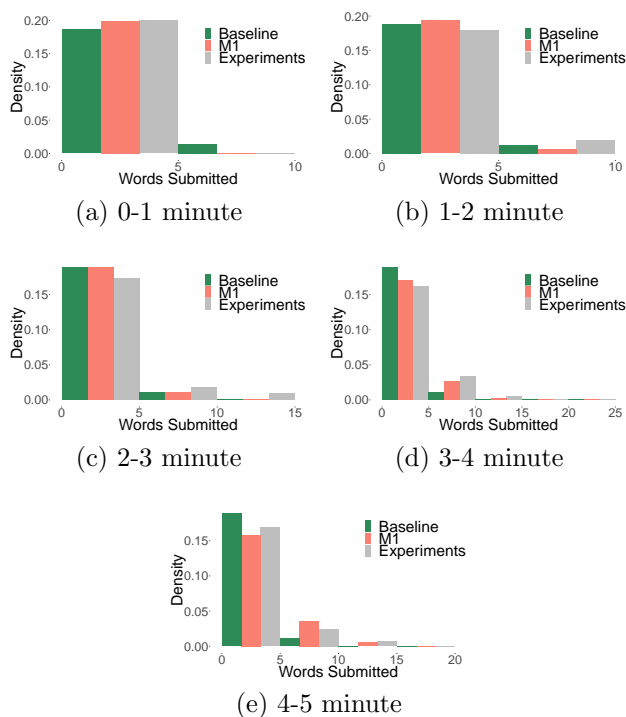 0.20
0.15
0.10
0.05
0.00
Density
0 5 10
Words Submitted
Baseline
M1
Experiments
(a) 0-1 minute
0.20
0.15
0.10
0.05
0.00
Density
0 5 10
Words Submitted
Baseline
M1
Experiments
(b) 1-2 minute
0.15
0.10
0.05
0.00
Density
0 5 10 15
Words Submitted
Baseline
M1
Experiments
(c) 2-3 minute
0.15
0.10
0.05
0.00
Density
0 5 10 15 20 25
Words Submitted
Baseline
M1
Experiments
(d) 3-4 minute
0.15
0.10
0.05
0.00
Density
0 5 10 15 20
Words Submitted
Baseline
M1
Experiments
(e) 4-5 minute